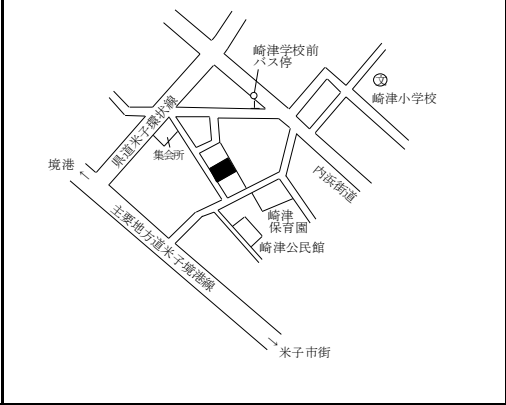 崎津学校前
バス停
文
崎津小学校
県道米子環状線
集会所
境港
内浜街道
崎津
保育園
崎津公民館
主要地方道米子境港線
米子市街